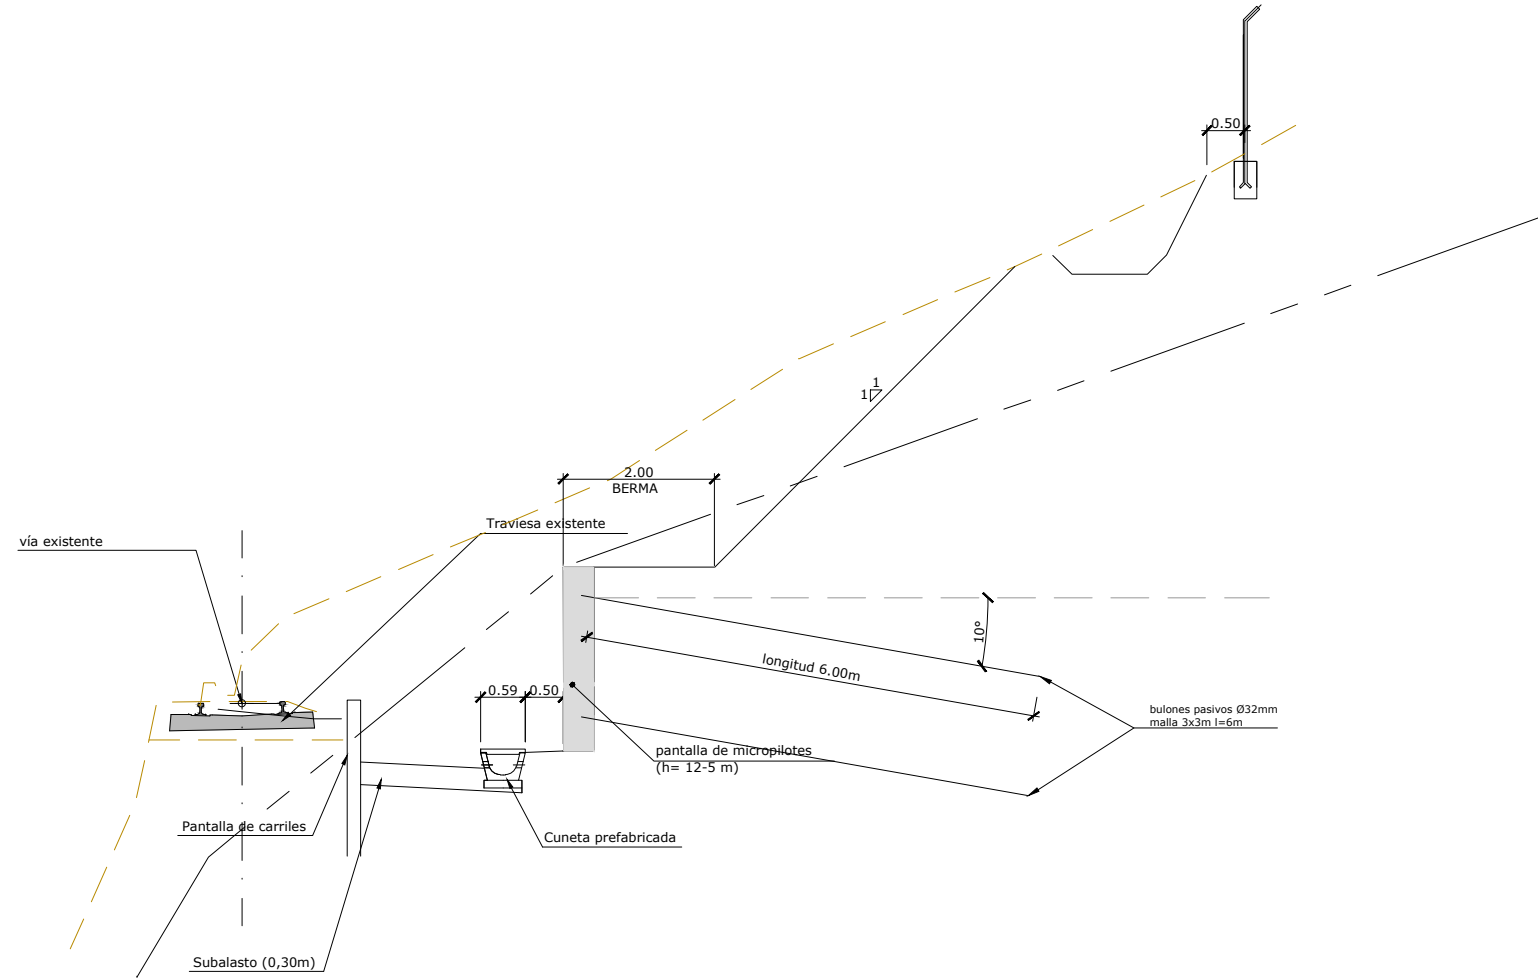 0.50
1
1
2.00
BERMA
Traviesa existente
vía existente
10°
longitud 6.00m
0.59
0.50
bulones pasivos Ø32mm
malla 3x3m l=6m
pantalla de micropilotes
(h= 12-5 m)
Pantalla de carriles
Cuneta prefabricada
Subalasto (0,30m)